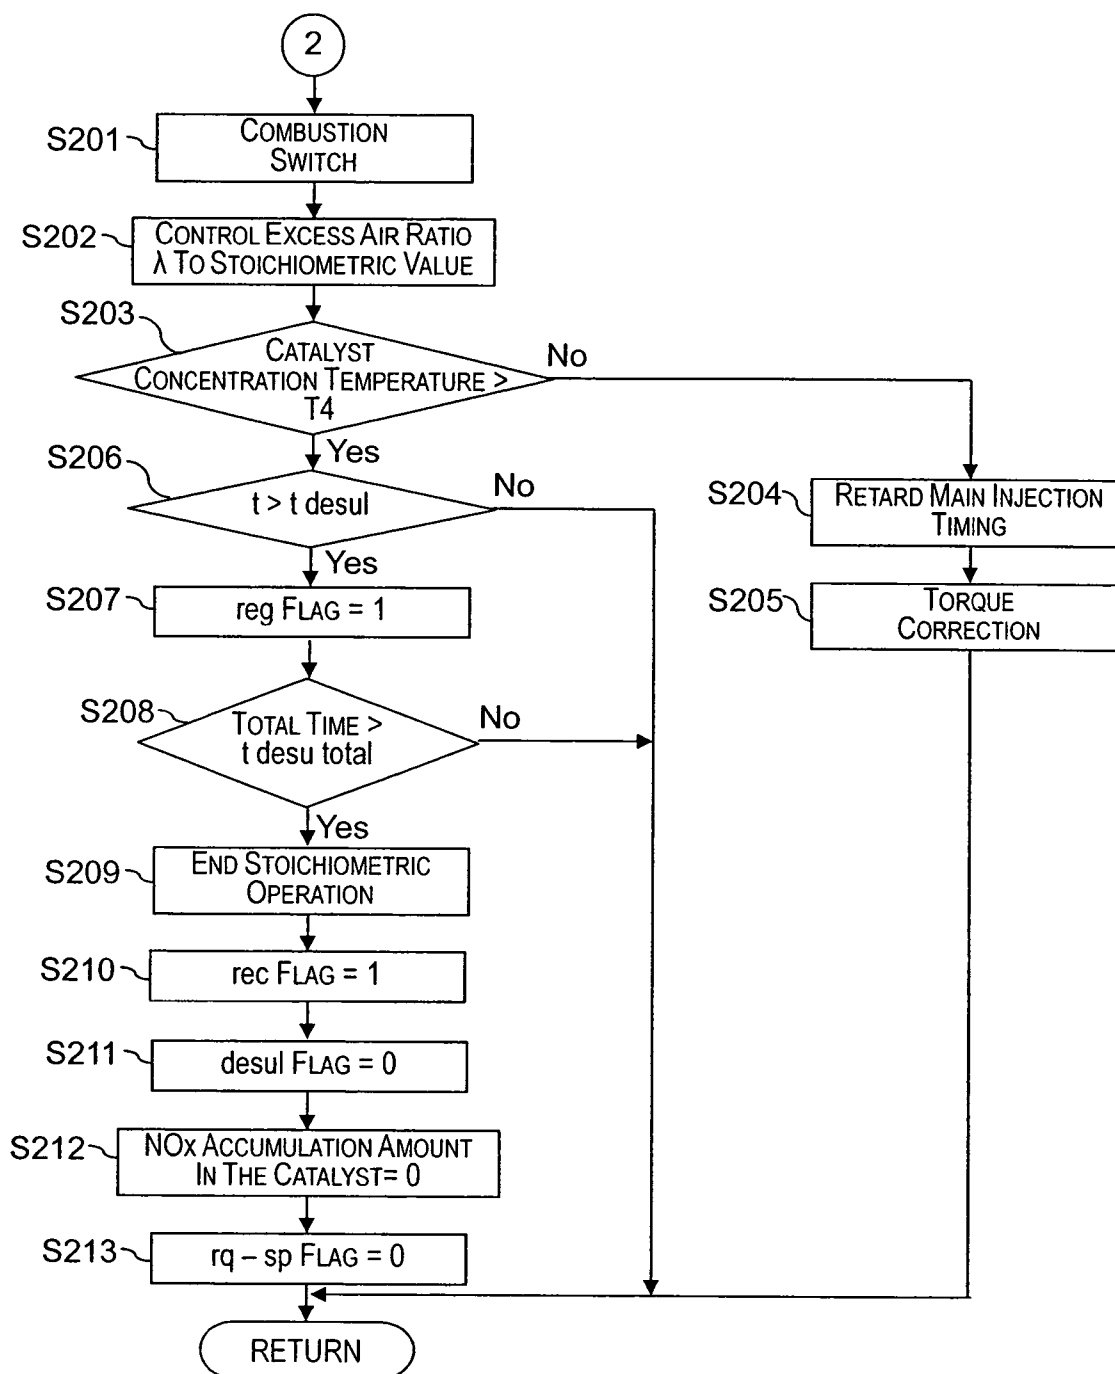 2
S201
COMBUSTION
SWITCH
S202
CONTROL EXCESS AIR RATIO
λ TO STOICHIOMETRIC VALUE
S203
CATALYST
CONCENTRATION TEMPERATURE >
T4
No
Yes
S204
RETARD MAIN INJECTION
TIMING
S205
TORQUE
CORRECTION
S206
t > t desul
No
Yes
S207
reg FLAG = 1
S208
TOTAL TIME >
t desu total
No
Yes
S209
END STOICHIOMETRIC
OPERATION
S210
rec FLAG = 1
S211
desul FLAG = 0
S212
NOx ACCUMULATION AMOUNT
IN THE CATALYST= 0
S213
rq – sp FLAG = 0
RETURN